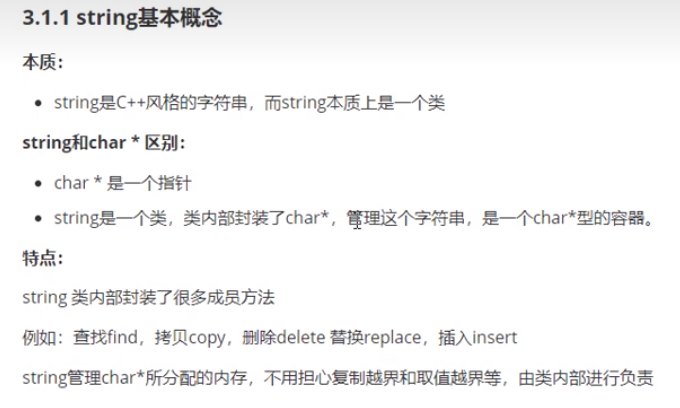 3.1.1 string基本概念
本质：
• string是C++风格的字符串，而string本质上是一个类
string和char * 区别：
• char * 是一个指针
• string是一个类，类内部封装了char*，管理这个字符串，是一个char*型的容器。
特点：
string 类内部封装了很多成员方法
例如：查找find，拷贝copy，删除delete 替换replace，插入insert
string管理char*所分配的内存，不用担心复制越界和取值越界等，由类内部进行负责